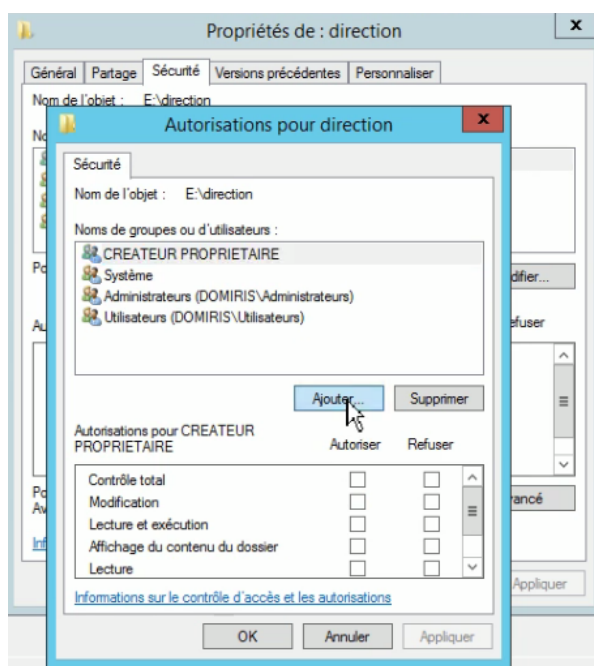 Propriétés de : direction
x
Général Partage Sécurité Versions précédentes Personnaliser
Nom de l'objet : E:\direction
Autorisations pour direction
x
Sécurité
Nom de l'objet : E:\direction
Noms de groupes ou d'utilisateurs :
CREATEUR PROPRIETAIRE
Système
Administrateurs (DOMIRIS\Administrateurs)
Utilisateurs (DOMIRIS\Utilisateurs)
Ajouter... Supprimer
Autorisations pour CREATEUR
PROPRIETAIRE Autoriser Refuser
Contrôle total
Modification
Lecture et exécution
Affichage du contenu du dossier
Lecture
Informations sur le contrôle d'accès et les autorisations
OK Annuler Appliquer
Appliquer